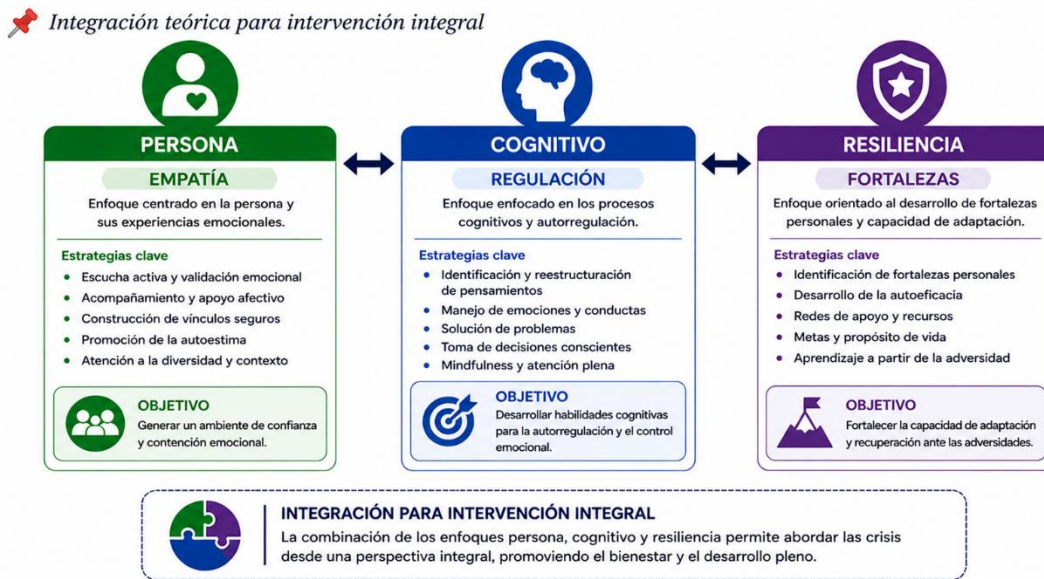 Integración teórica para intervención integral
PERSONA
EMPATÍA
Enfoque centrado en la persona y
sus experiencias emocionales.
Estrategias clave
• Escucha activa y validación emocional
• Acompañamiento y apoyo afectivo
• Construcción de vínculos seguros
• Promoción de la autoestima
• Atención a la diversidad y contexto
OBJETIVO
Generar un ambiente de confianza
y contención emocional.
COGNITIVO
REGULACIÓN
Enfoque enfocado en los procesos
cognitivos y autorregulación.
Estrategias clave
• Identificación y reestructuración
de pensamientos
• Manejo de emociones y conductas
• Solución de problemas
• Toma de decisiones conscientes
• Mindfulness y atención plena
OBJETIVO
Desarrollar habilidades cognitivas
para la autorregulación y el control
emocional.
RESILIENCIA
FORTALEZAS
Enfoque orientado al desarrollo de fortalezas
personales y capacidad de adaptación.
Estrategias clave
• Identificación de fortalezas personales
• Desarrollo de la autoeficacia
• Redes de apoyo y recursos
• Metas y propósito de vida
• Aprendizaje a partir de la adversidad
OBJETIVO
Fortalecer la capacidad de adaptación
y recuperación ante las adversidades.
INTEGRACIÓN PARA INTERVENCIÓN INTEGRAL
La combinación de los enfoques persona, cognitivo y resiliencia permite abordar las crisis
desde una perspectiva integral, promoviendo el bienestar y el desarrollo pleno.